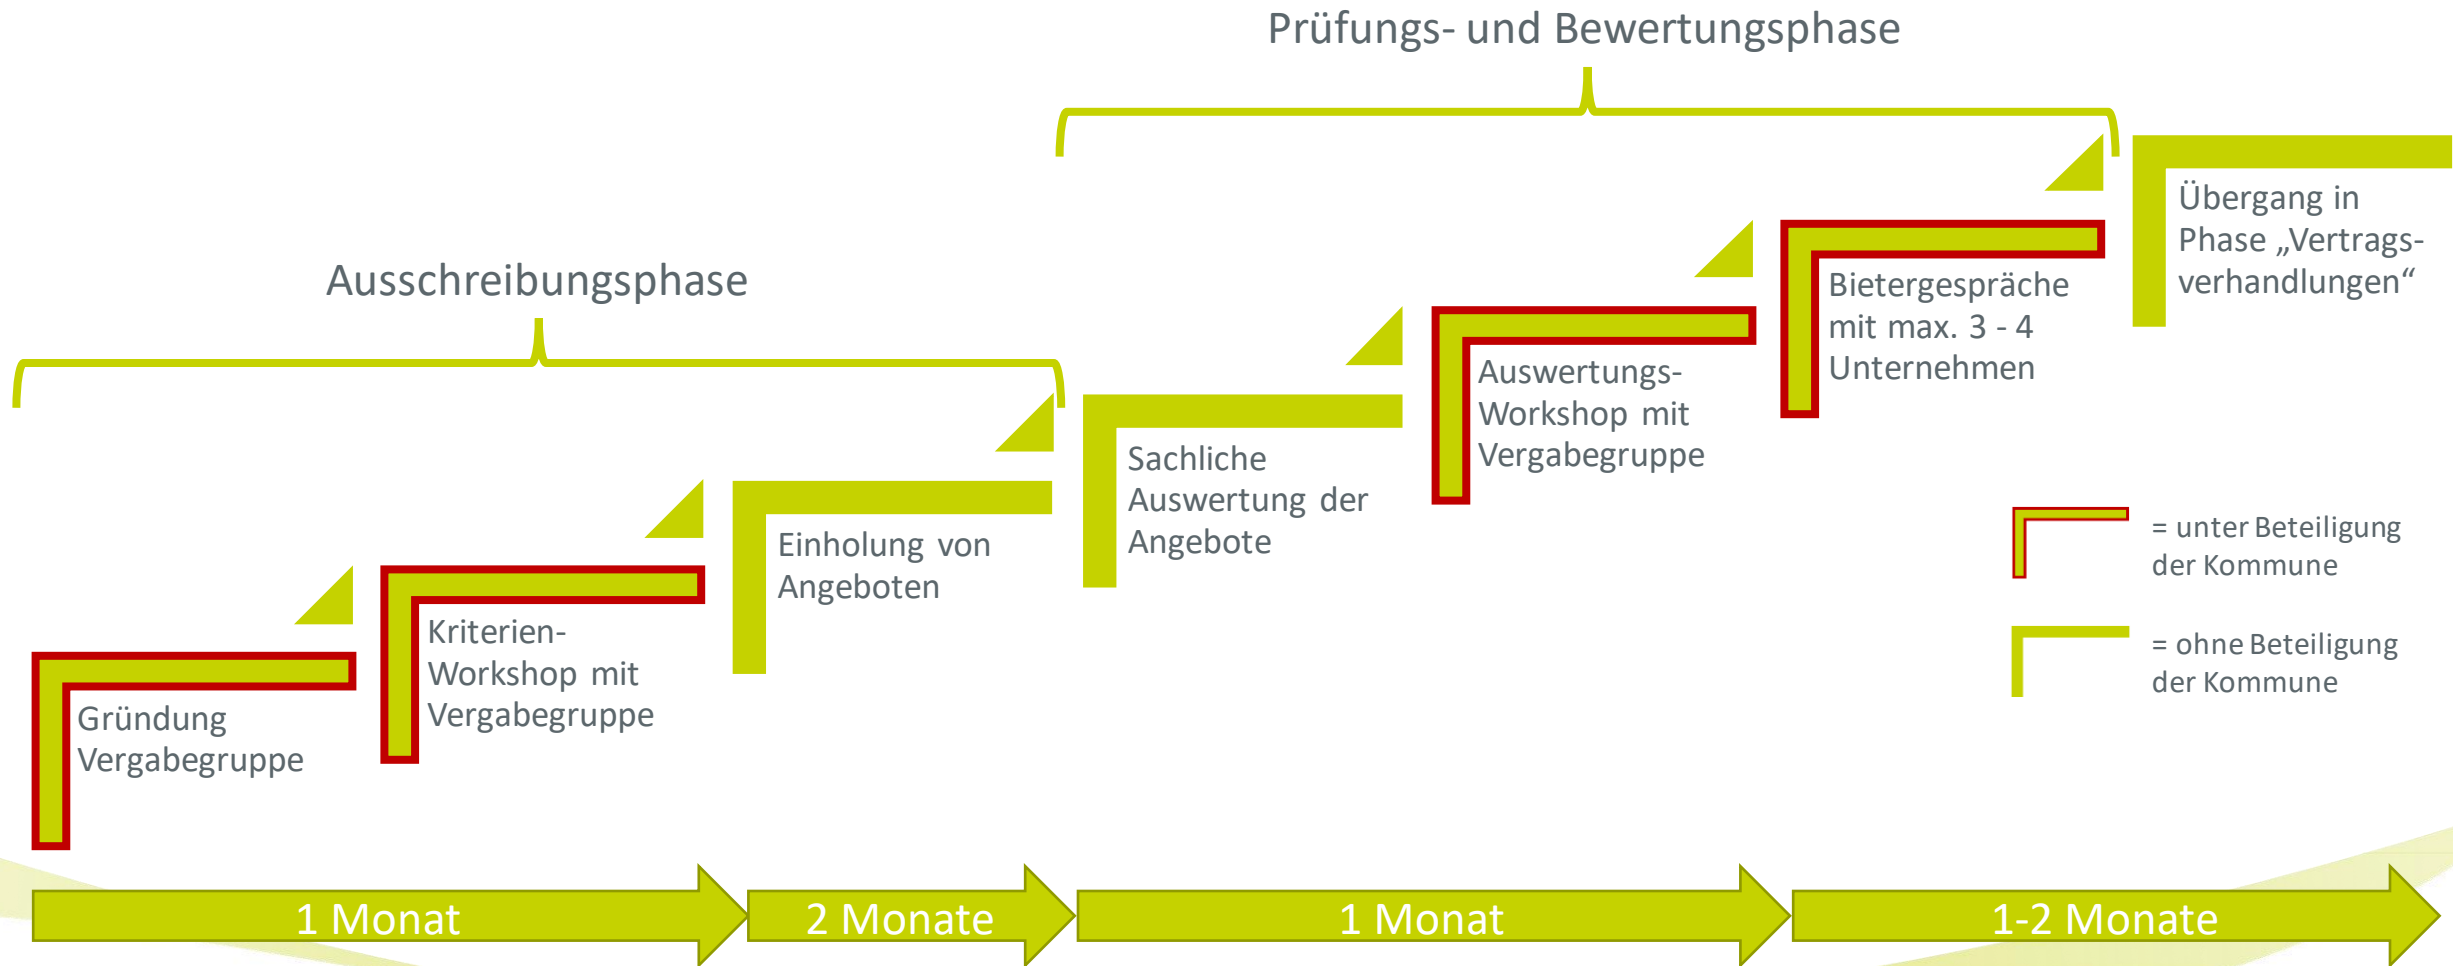 Prüfungs- und Bewertungsphase
Ausschreibungsphase
Gründung
Vergabegruppe
Kriterien-
Workshop mit
Vergabegruppe
Einholung von
Angeboten
Sachliche
Auswertung der
Angebote
Auswertungs-
Workshop mit
Vergabegruppe
Bietergespräche
mit max. 3 - 4
Unternehmen
Übergang in
Phase „Vertrags-
verhandlungen“
= unter Beteiligung
der Kommune
= ohne Beteiligung
der Kommune
1 Monat
2 Monate
1 Monat
1-2 Monate